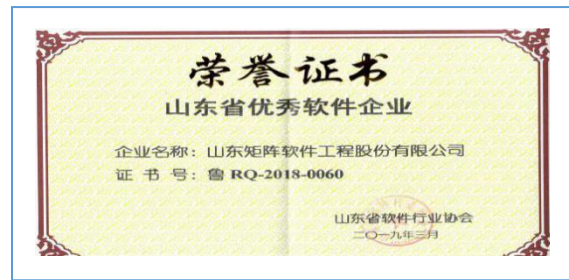 荣誉证书
山东省优秀软件企业
企业名称：山东矩阵软件工程股份有限公司
证 书 号：鲁 RQ-2018-0060
山东省软件行业协会
二〇一九年三月